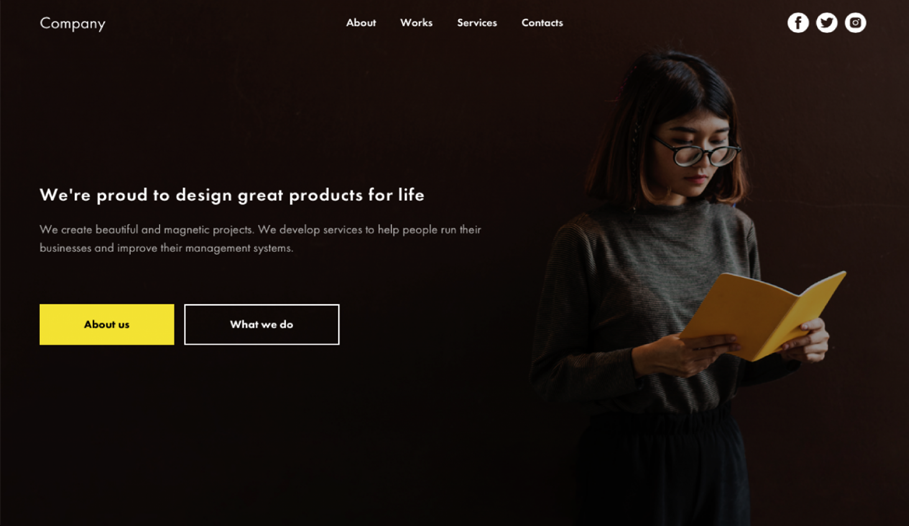 Company
About
Works
Services
Contacts
We're proud to design great products for life
We create beautiful and magnetic projects. We develop services to help people run their
businesses and improve their management systems.
About us
What we do